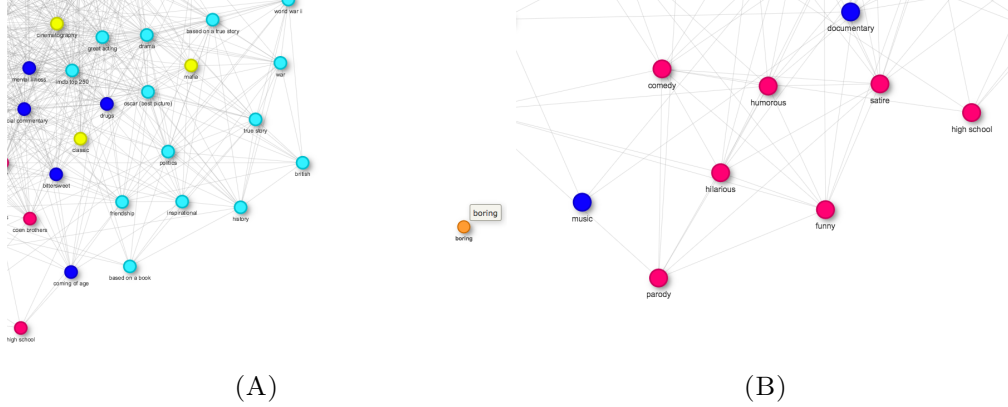 world war ii
cinematography
great acting
drama
based on a true story
mental illness
imdb top 250
mafia
war
social commentary
drugs
oscar (best picture)
classic
true story
politics
british
bittersweet
friendship
inspirational
history
coen brothers
coming of age
based on a book
high school
boring
boring
documentary
comedy
humorous
satire
high school
hilarious
music
funny
parody
(A) (B)